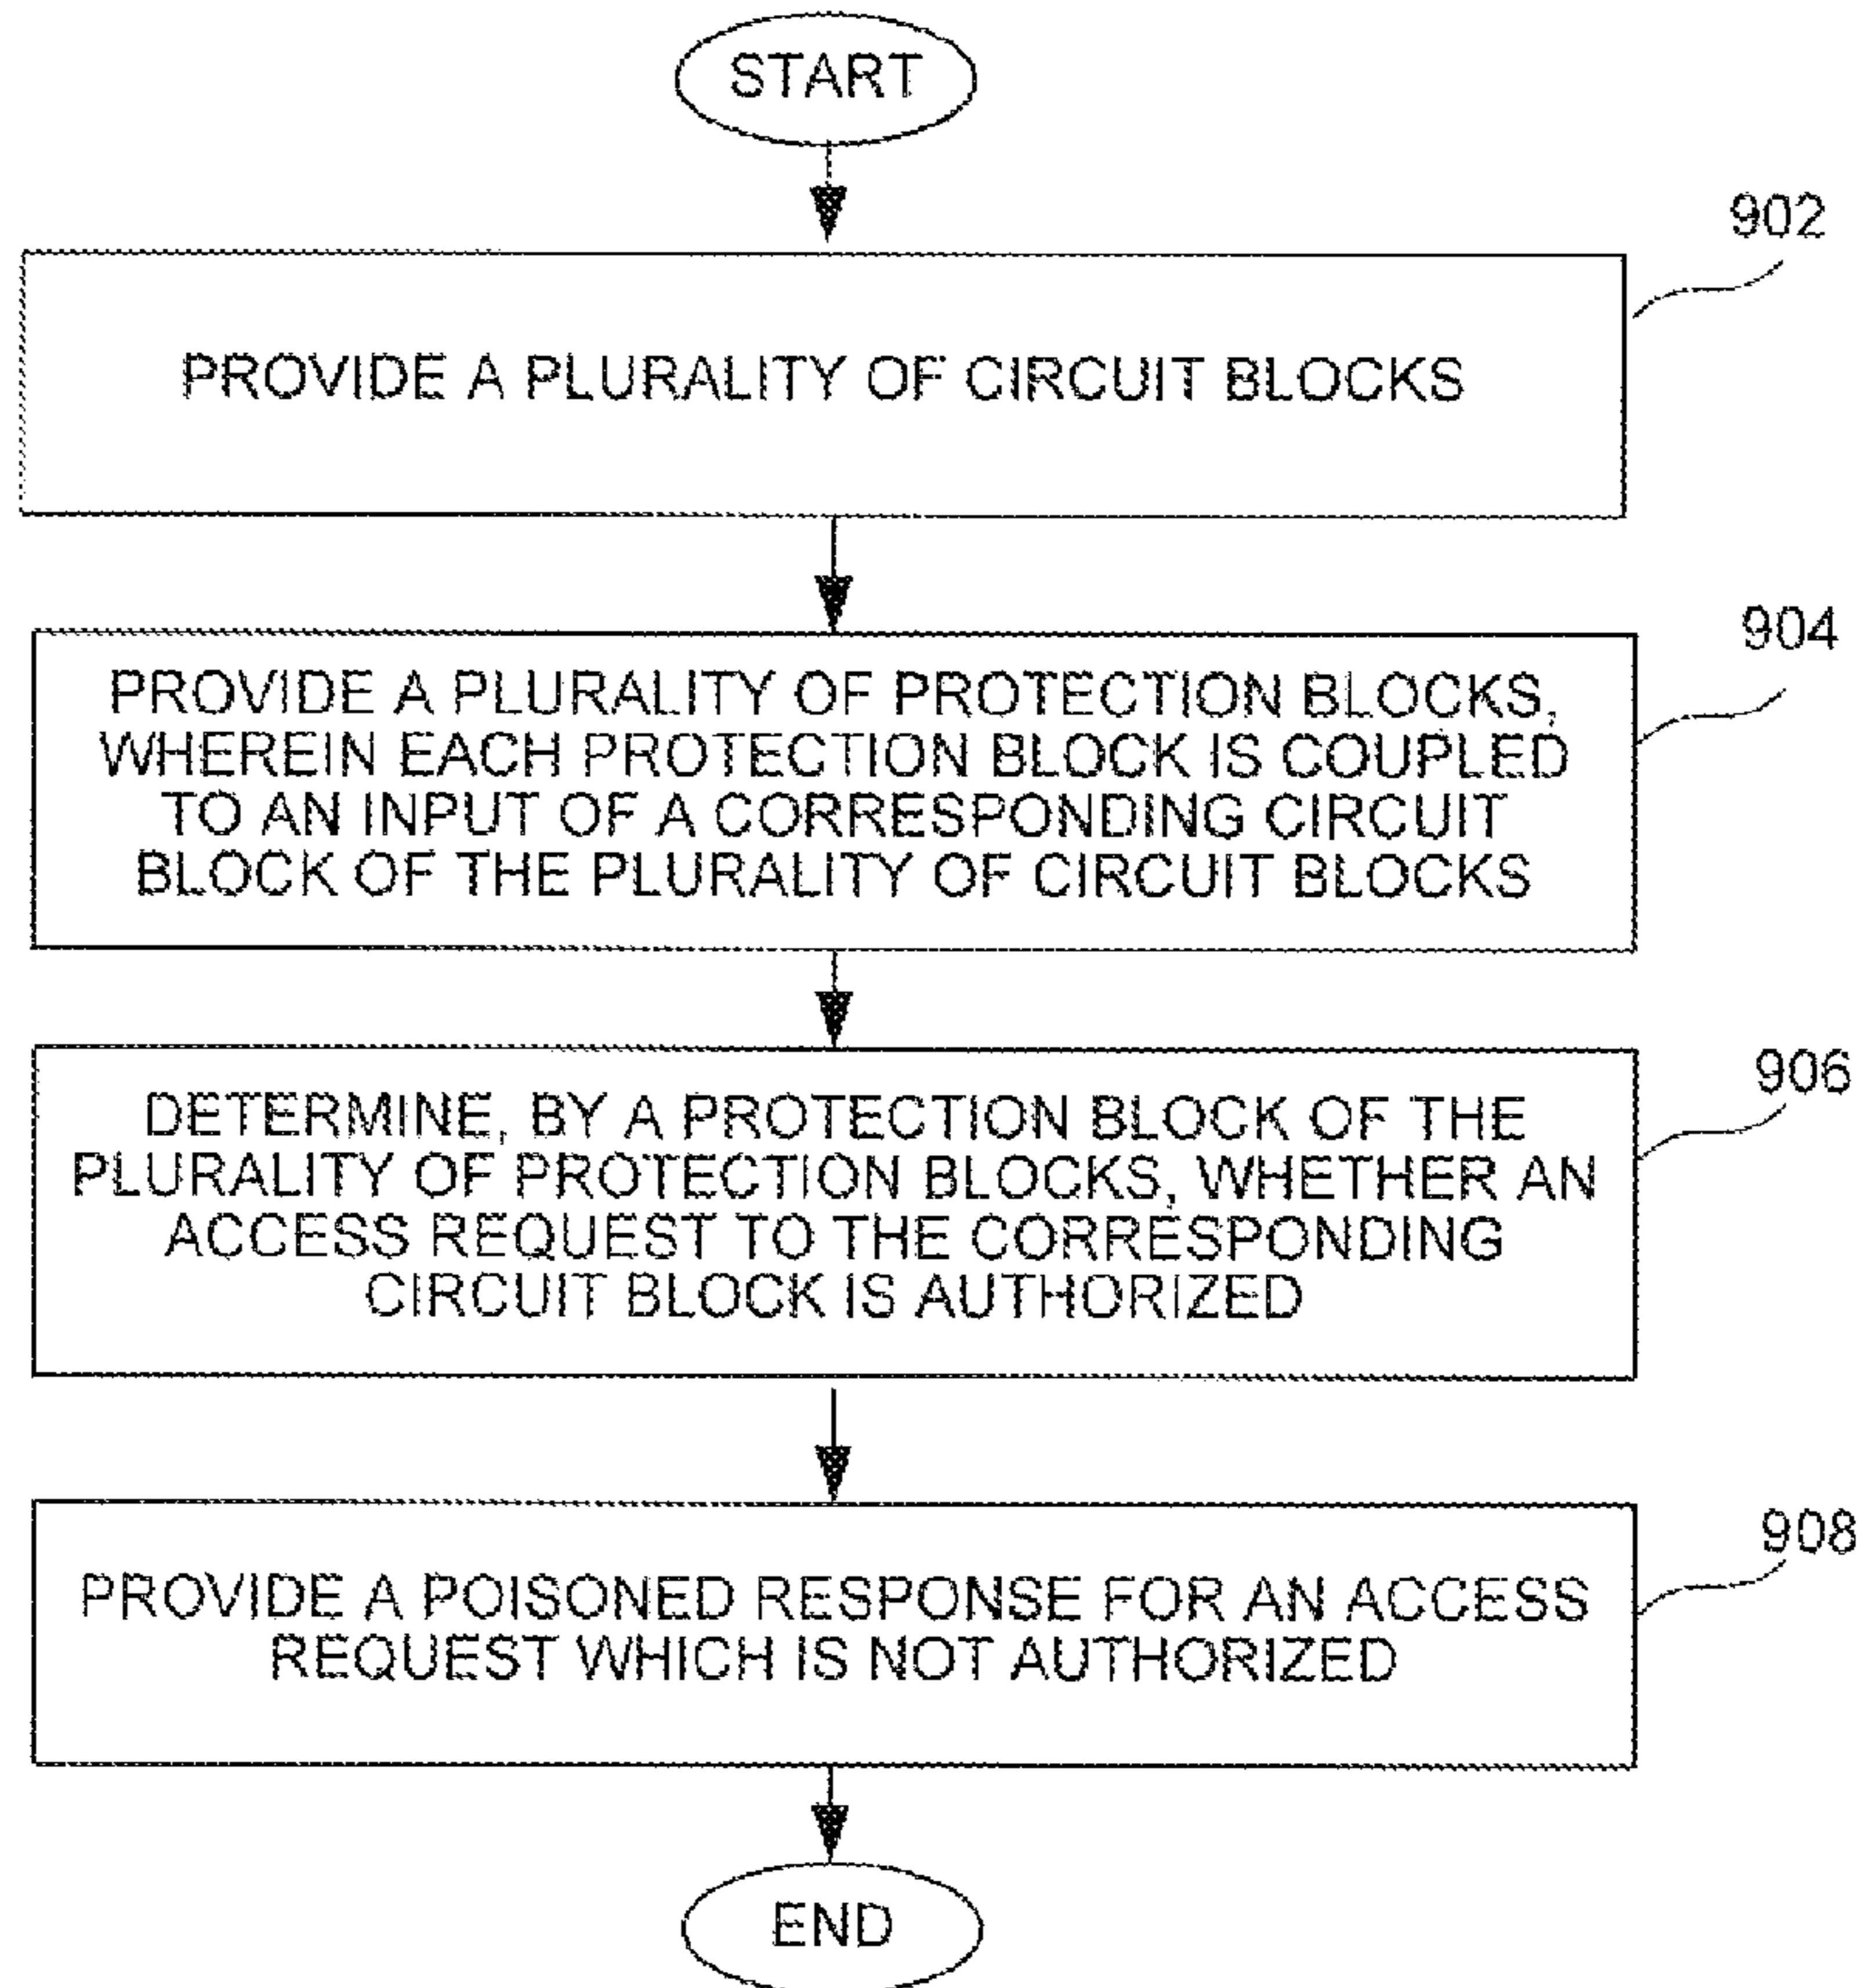 START
902
PROVIDE A PLURALITY OF CIRCUIT BLOCKS
904
PROVIDE A PLURALITY OF PROTECTION BLOCKS,
WHEREIN EACH PROTECTION BLOCK IS COUPLED
TO AN INPUT OF A CORRESPONDING CIRCUIT
BLOCK OF THE PLURALITY OF CIRCUIT BLOCKS
906
DETERMINE, BY A PROTECTION BLOCK OF THE
PLURALITY OF PROTECTION BLOCKS, WHETHER AN
ACCESS REQUEST TO THE CORRESPONDING
CIRCUIT BLOCK IS AUTHORIZED
908
PROVIDE A POISONED RESPONSE FOR AN ACCESS
REQUEST WHICH IS NOT AUTHORIZED
END